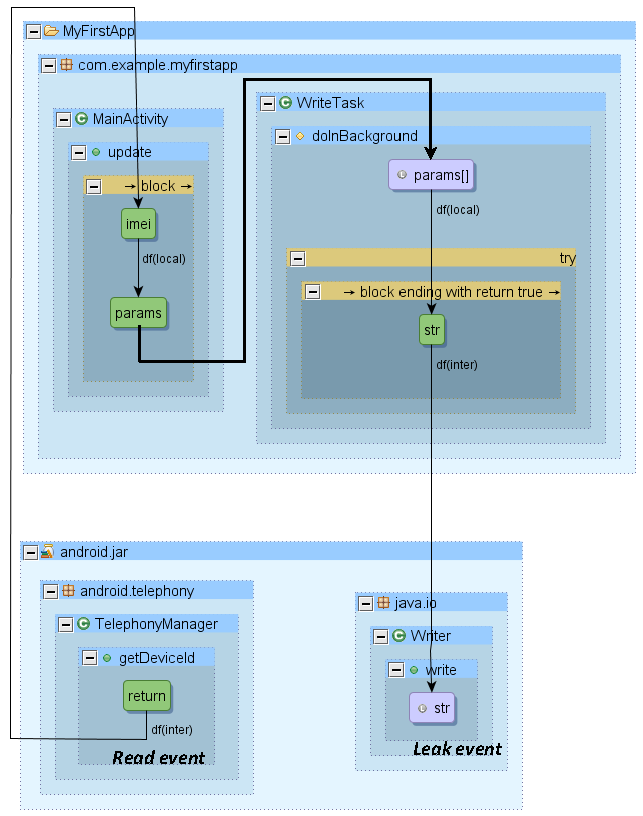 MyFirstApp
com.example.myfirstapp
MainActivity
update
→ block →
imei
df(local)
params
WriteTask
doInBackground
params[]
df(local)
try
→ block ending with return true →
str
df(inter)
android.jar
android.telephony
TelephonyManager
getDeviceId
return
df(inter)
Read event
java.io
Writer
write
str
Leak event